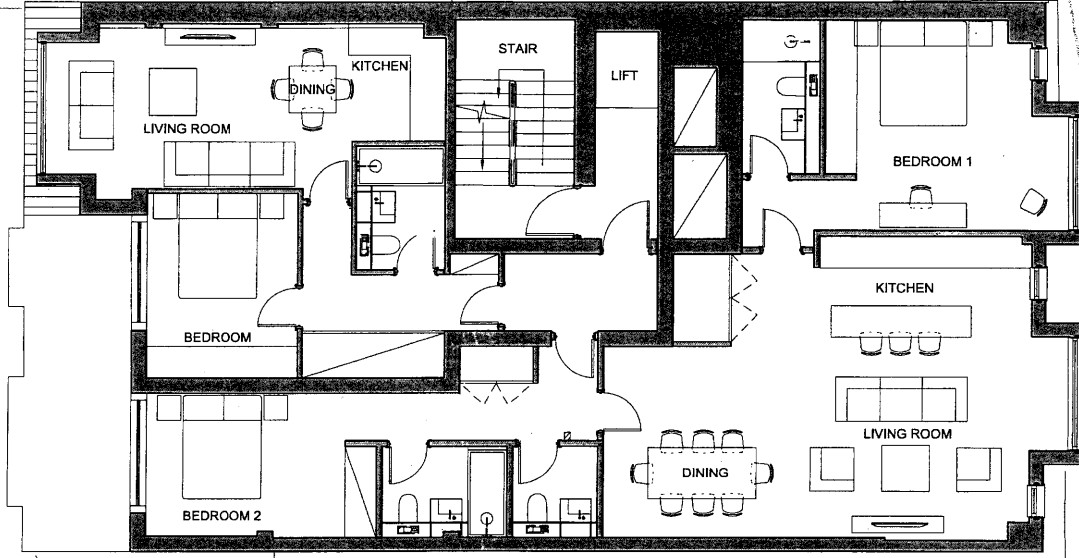 STAIR
LIFT
KITCHEN
DINING
LIVING ROOM
BEDROOM 1
KITCHEN
BEDROOM
LIVING ROOM
DINING
BEDROOM 2